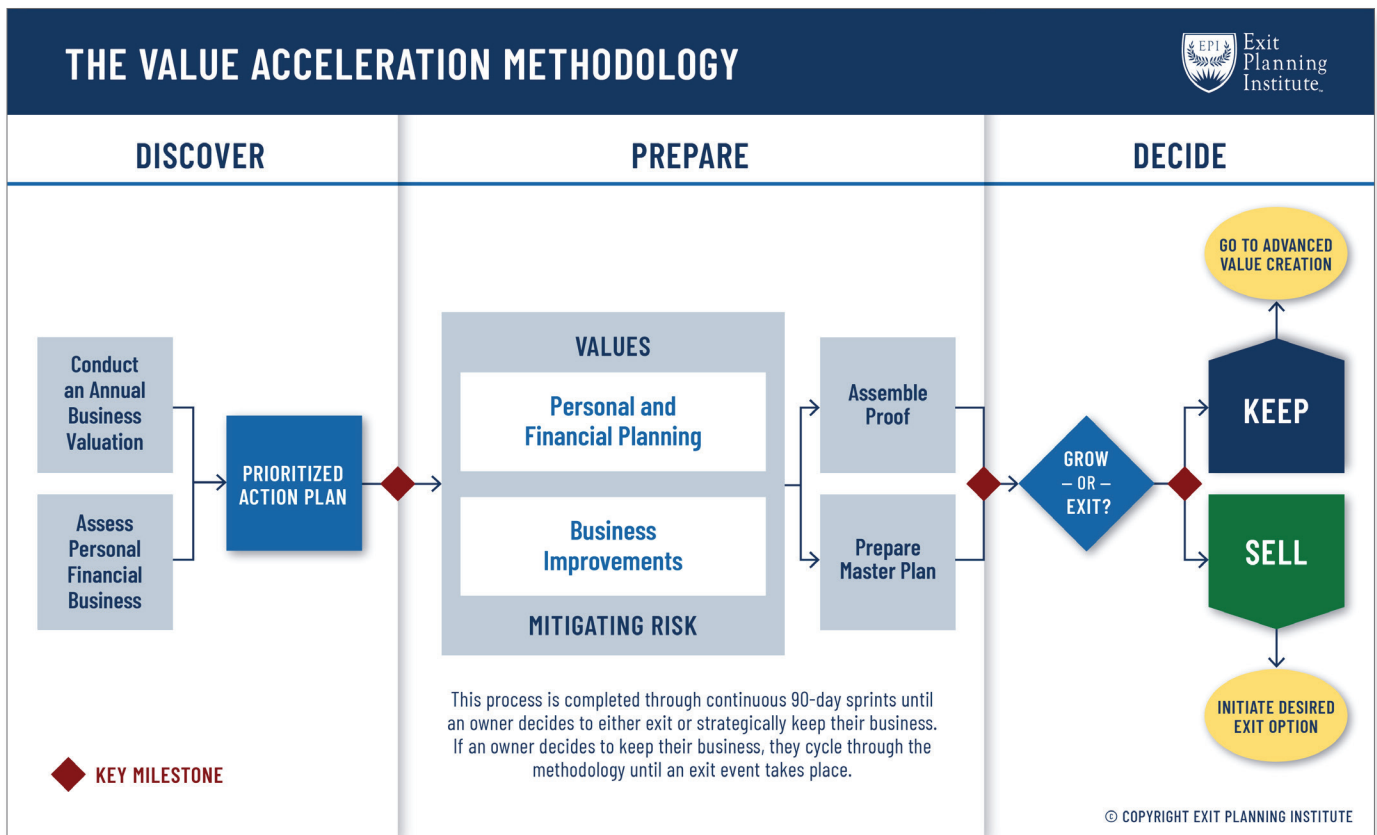 THE VALUE ACCELERATION METHODOLOGY
EPI
Exit
Planning
Institute™
DISCOVER
PREPARE
DECIDE
Conduct
an Annual
Business
Valuation
Assess
Personal
Financial
Business
PRIORITIZED
ACTION PLAN
VALUES
Personal and
Financial Planning
Business
Improvements
MITIGATING RISK
Assemble
Proof
Prepare
Master Plan
This process is completed through continuous 90-day sprints until
an owner decides to either exit or strategically keep their business.
If an owner decides to keep their business, they cycle through the
methodology until an exit event takes place.
GROW
— OR —
EXIT?
GO TO ADVANCED
VALUE CREATION
KEEP
SELL
INITIATE DESIRED
EXIT OPTION
KEY MILESTONE
© COPYRIGHT EXIT PLANNING INSTITUTE